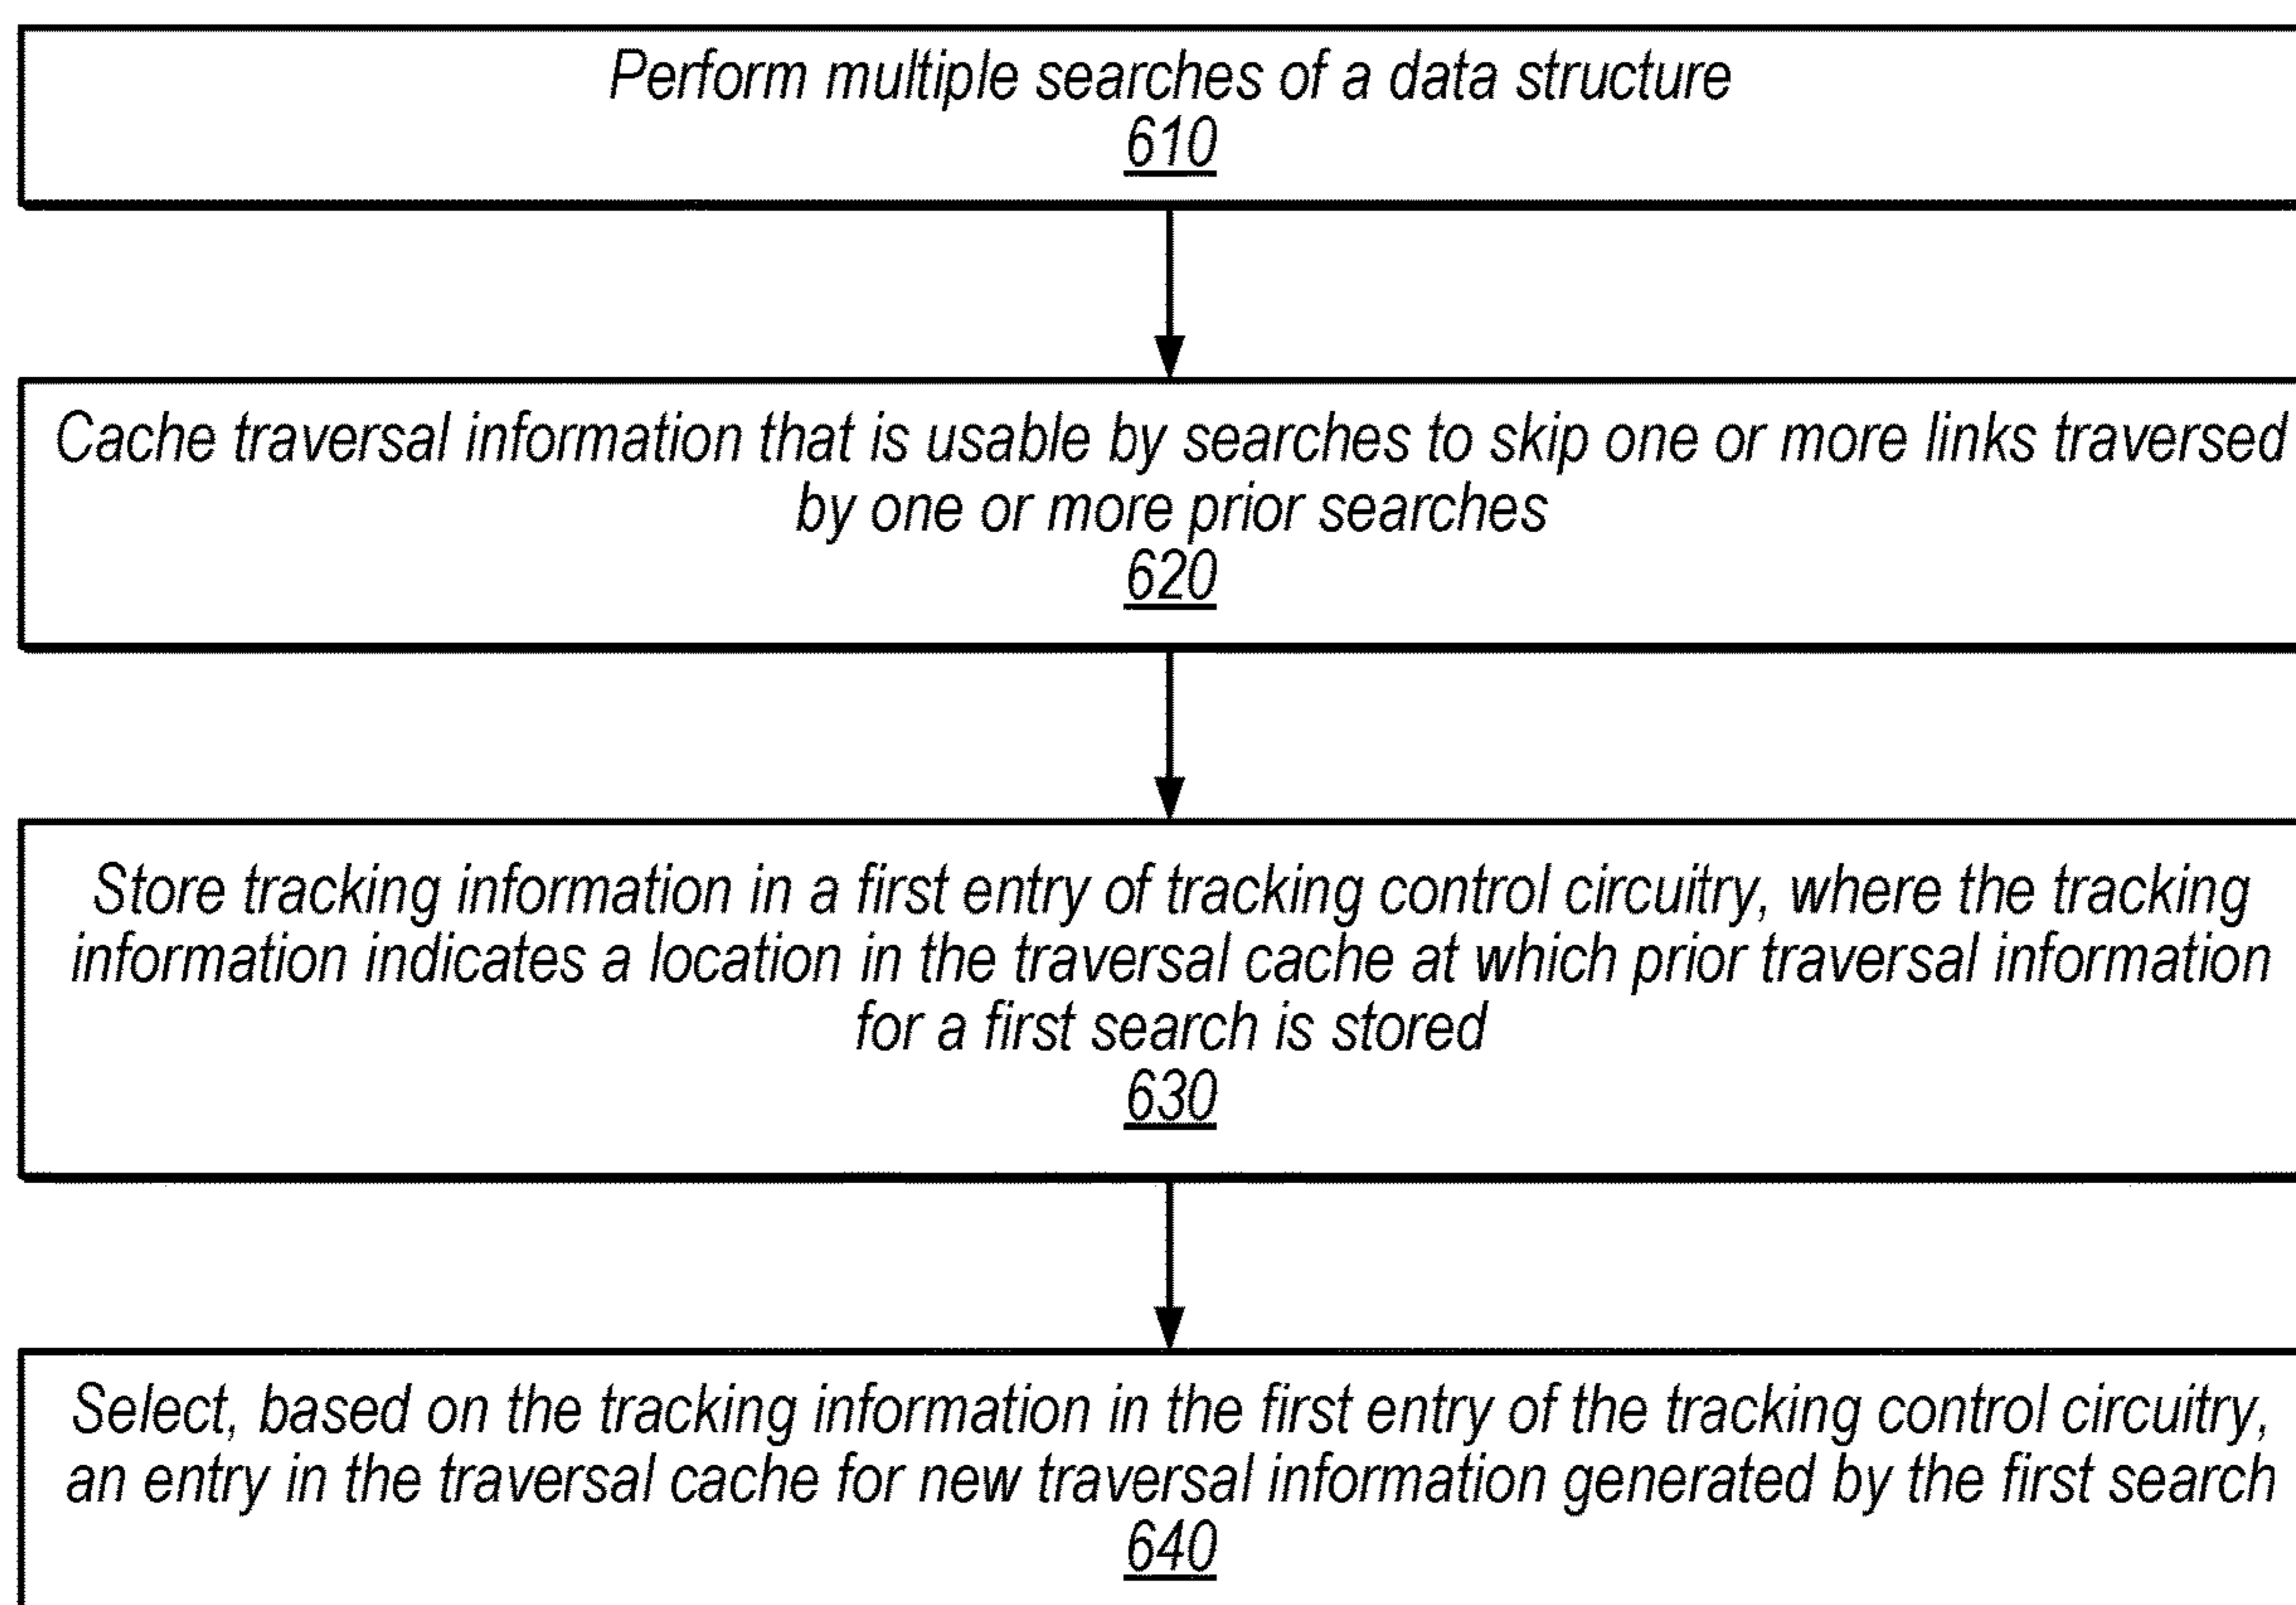 Perform multiple searches of a data structure
610
Cache traversal information that is usable by searches to skip one or more links traversed
by one or more prior searches
620
Store tracking information in a first entry of tracking control circuitry, where the tracking
information indicates a location in the traversal cache at which prior traversal information
for a first search is stored
630
Select, based on the tracking information in the first entry of the tracking control circuitry,
an entry in the traversal cache for new traversal information generated by the first search
640